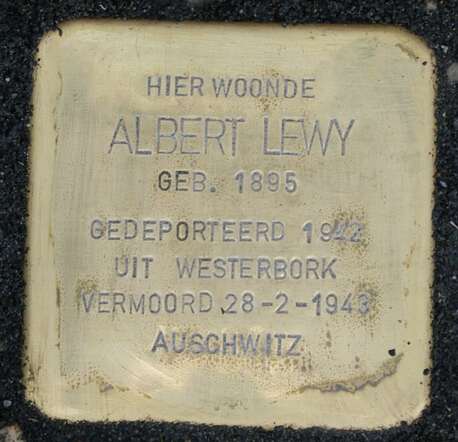 HIER WOONDE
ALBERT LEWY
GEB. 1895
GEDEPORTEERD 1942
UIT WESTERBORK
VERMOORD 28-2-1943
AUSCHWITZ